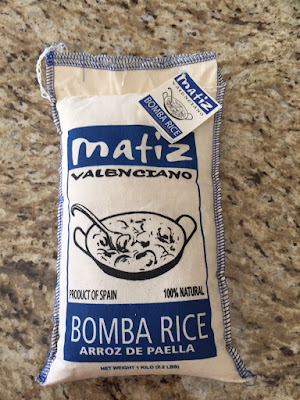 matiz
VALENCIANO
BOMBA RICE
matiz
VALENCIANO
PRODUCT OF SPAIN
100% NATURAL
BOMBA RICE
ARROZ DE PAELLA
NET WEIGHT 1 KILO (2.2 LBS)